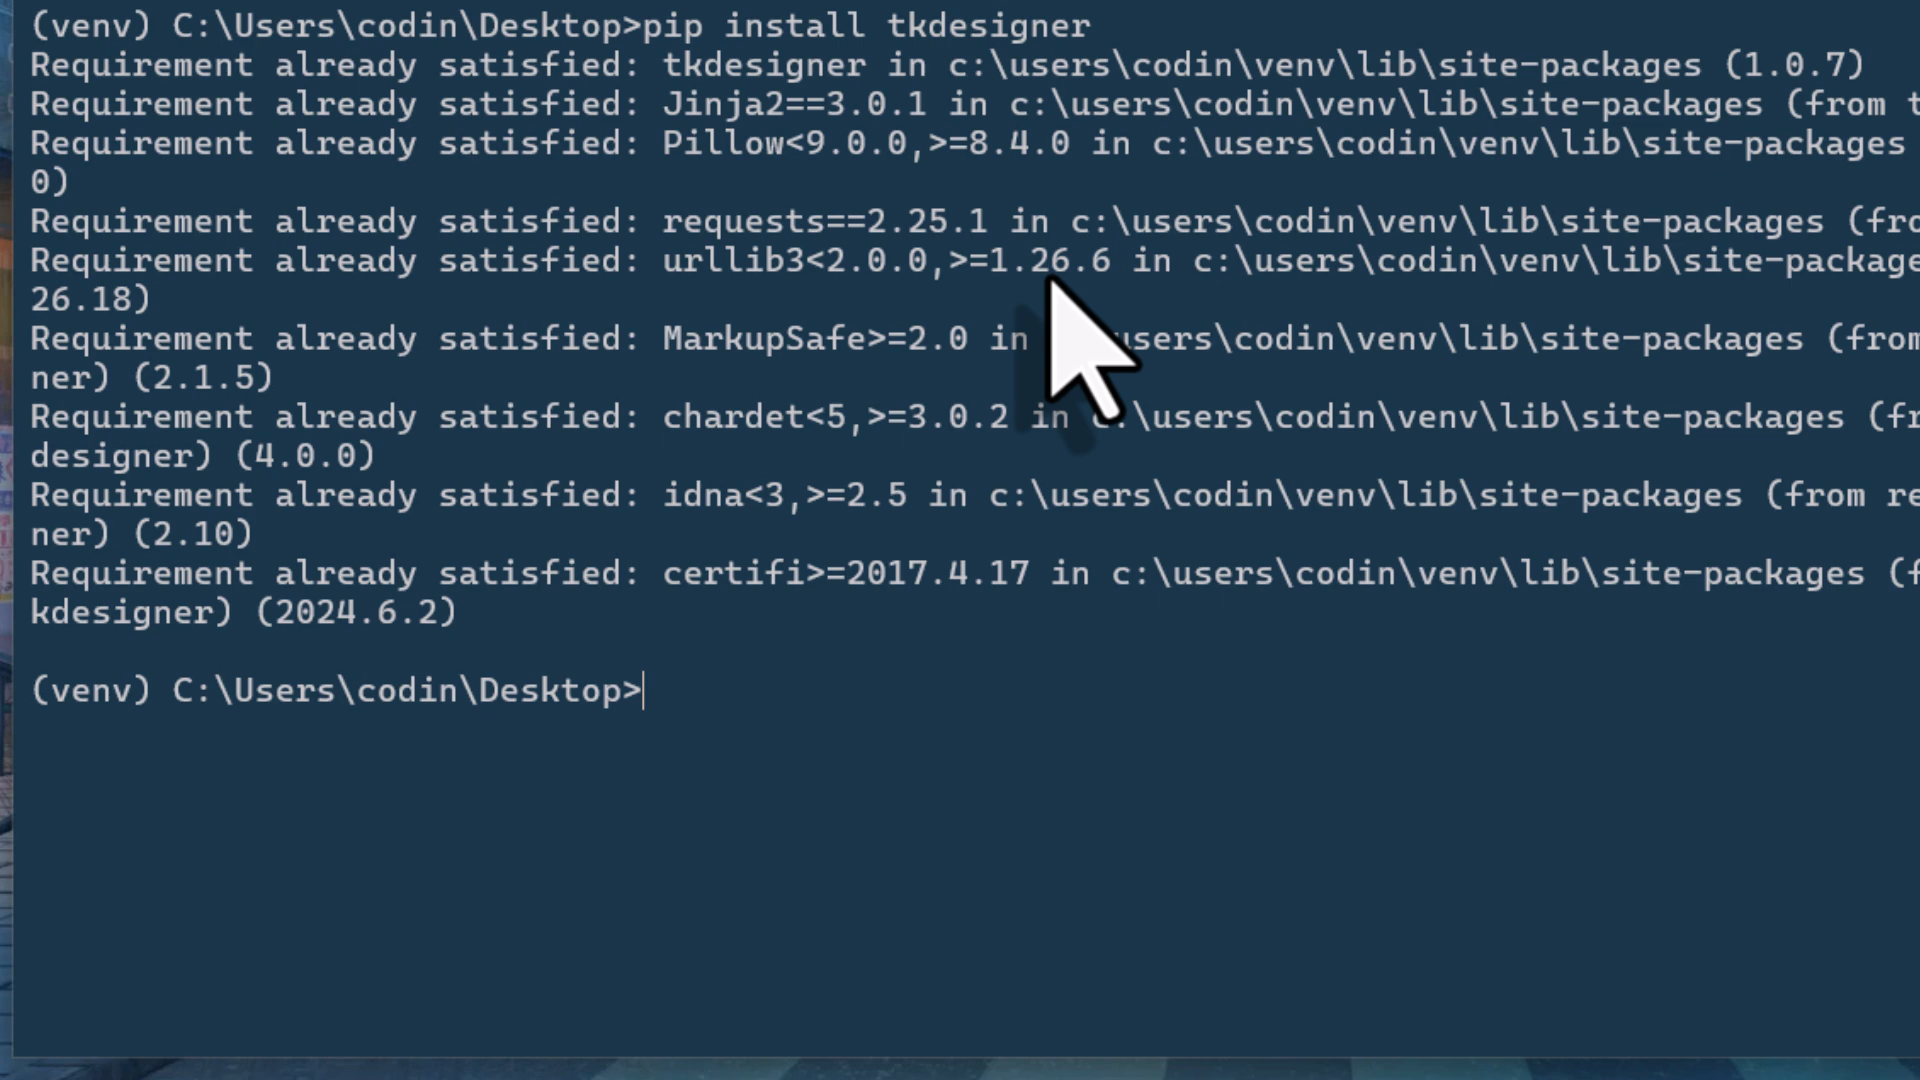 (venv) C:\Users\codin\Desktop>pip install tkdesigner
Requirement already satisfied: tkdesigner in c:\users\codin\venv\lib\site-packages (1.0.7)
Requirement already satisfied: Jinja2==3.0.1 in c:\users\codin\venv\lib\site-packages (from t
Requirement already satisfied: Pillow<9.0.0,>=8.4.0 in c:\users\codin\venv\lib\site-packages
0)
Requirement already satisfied: requests==2.25.1 in c:\users\codin\venv\lib\site-packages (fro
Requirement already satisfied: urllib3<2.0.0,>=1.26.6 in c:\users\codin\venv\lib\site-package
26.18)
Requirement already satisfied: MarkupSafe>=2.0 in users\codin\venv\lib\site-packages (from
ner) (2.1.5)
Requirement already satisfied: chardet<5,>=3.0.2 in c:\users\codin\venv\lib\site-packages (fr
designer) (4.0.0)
Requirement already satisfied: idna<3,>=2.5 in c:\users\codin\venv\lib\site-packages (from re
ner) (2.10)
Requirement already satisfied: certifi>=2017.4.17 in c:\users\codin\venv\lib\site-packages (f
kdesigner) (2024.6.2)
(venv) C:\Users\codin\Desktop>